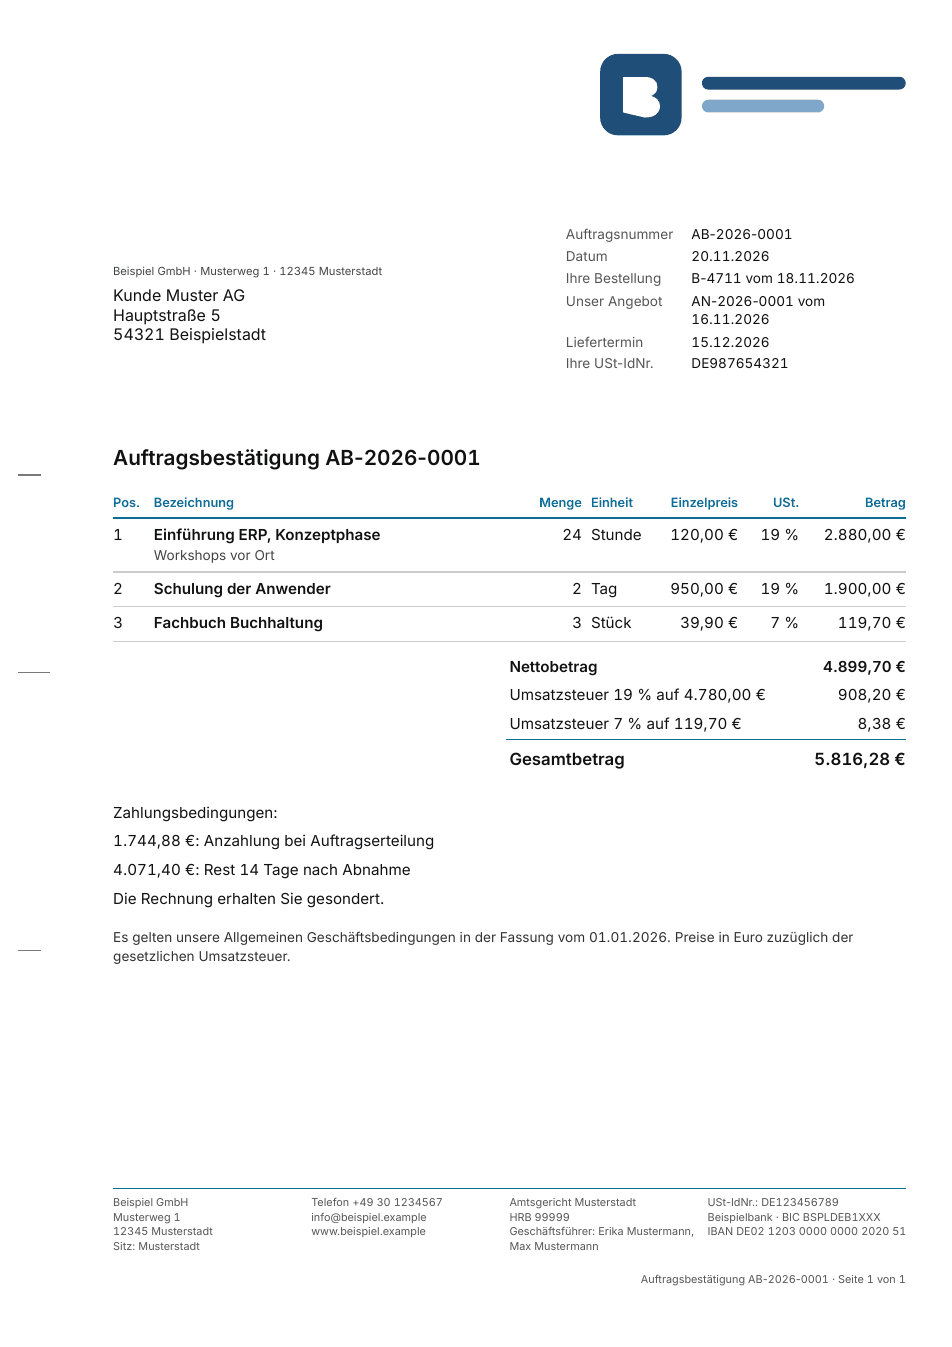 B
Auftragsnummer AB-2026-0001
Datum 20.11.2026
Ihre Bestellung B-4711 vom 18.11.2026
Unser Angebot AN-2026-0001 vom
16.11.2026
Liefertermin 15.12.2026
Ihre USt-IdNr. DE987654321
Beispiel GmbH · Musterweg 1 · 12345 Musterstadt
Kunde Muster AG
Hauptstraße 5
54321 Beispielstadt
Auftragsbestätigung AB-2026-0001
Pos. Bezeichnung Menge Einheit Einzelpreis USt. Betrag
1 Einführung ERP, Konzeptphase 24 Stunde 120,00 € 19 % 2.880,00 €
Workshops vor Ort
2 Schulung der Anwender 2 Tag 950,00 € 19 % 1.900,00 €
3 Fachbuch Buchhaltung 3 Stück 39,90 € 7 % 119,70 €
Nettobetrag 4.899,70 €
Umsatzsteuer 19 % auf 4.780,00 € 908,20 €
Umsatzsteuer 7 % auf 119,70 € 8,38 €
Gesamtbetrag 5.816,28 €
Zahlungsbedingungen:
1.744,88 €: Anzahlung bei Auftragserteilung
4.071,40 €: Rest 14 Tage nach Abnahme
Die Rechnung erhalten Sie gesondert.
Es gelten unsere Allgemeinen Geschäftsbedingungen in der Fassung vom 01.01.2026. Preise in Euro zuzüglich der
gesetzlichen Umsatzsteuer.
Beispiel GmbH
Musterweg 1
12345 Musterstadt
Sitz: Musterstadt
Telefon +49 30 1234567
info@beispiel.example
www.beispiel.example
Amtsgericht Musterstadt
HRB 99999
Geschäftsführer: Erika Mustermann,
Max Mustermann
USt-IdNr.: DE123456789
Beispielbank · BIC BSPLDEB1XXX
IBAN DE02 1203 0000 0000 2020 51
Auftragsbestätigung AB-2026-0001 · Seite 1 von 1